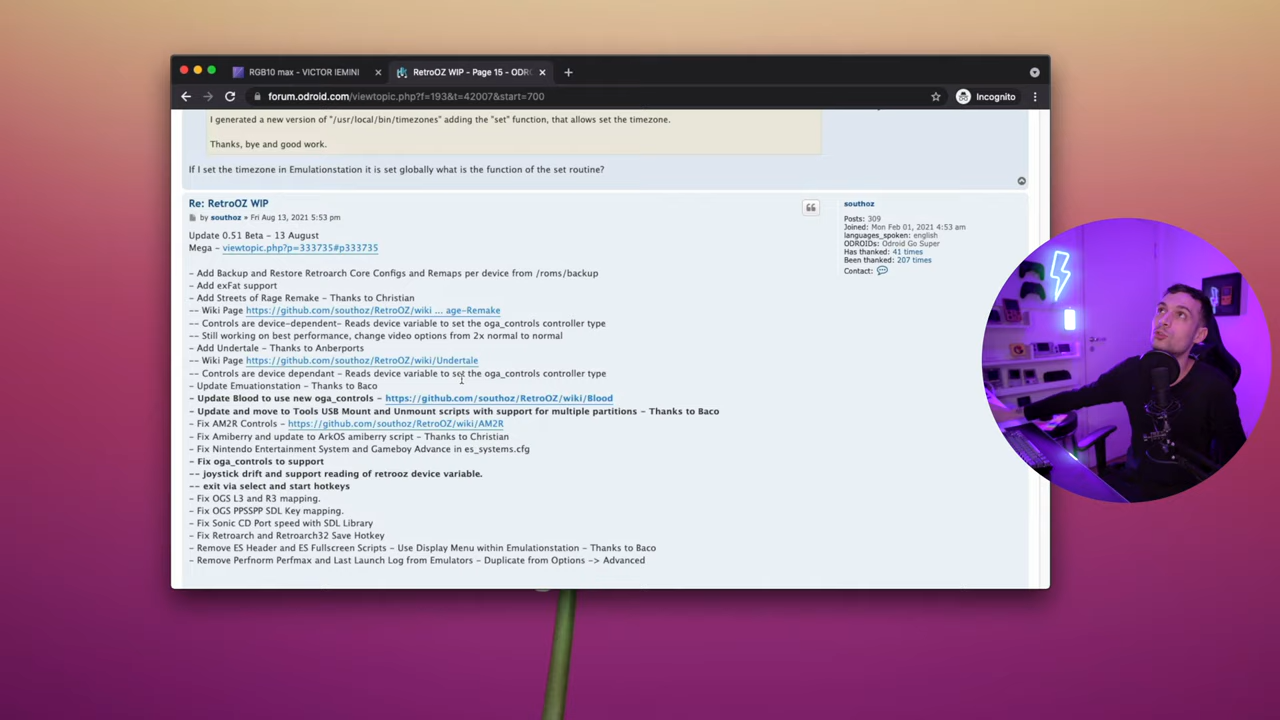 RGB10 max - VICTOR IEMINI
RetroOZ WIP - Page 15 - ODR
forum.odroid.com/viewtopic.php?f=193&t=42007&start=700
Incognito
I generated a new version of "/usr/local/bin/timezones" adding the "set" function, that allows set the timezone.
Thanks, bye and good work.
If I set the timezone in Emulationstation it is set globally what is the function of the set routine?
Re: RetroOZ WIP
by southoz » Fri Aug 13, 2021 5:53 pm
Update 0.51 Beta - 13 August
Mega - viewtopic.php?p=333735#p333735
- Add Backup and Restore Retroarch Core Configs and Remaps per device from /roms/backup
- Add exFat support
- Add Streets of Rage Remake - Thanks to Christian
-- Wiki Page https://github.com/southoz/RetroOZ/wiki ... age-Remake
-- Controls are device-dependent- Reads device variable to set the oga_controls controller type
-- Still working on best performance, change video options from 2x normal to normal
- Add Undertale - Thanks to Anberports
-- Wiki Page https://github.com/southoz/RetroOZ/wiki/Undertale
-- Controls are device dependant - Reads device variable to set the oga_controls controller type
- Update Emuationstation - Thanks to Baco
- Update Blood to use new oga_controls - https://github.com/southoz/RetroOZ/wiki/Blood
- Update and move to Tools USB Mount and Unmount scripts with support for multiple partitions - Thanks to Baco
- Fix AM2R Controls - https://github.com/southoz/RetroOZ/wiki/AM2R
- Fix Amiberry and update to ArkOS amiberry script - Thanks to Christian
- Fix Nintendo Entertainment System and Gameboy Advance in es_systems.cfg
- Fix oga_controls to support
-- joystick drift and support reading of retrooz device variable.
-- exit via select and start hotkeys
- Fix OGS L3 and R3 mapping.
- Fix OGS PPSSPP SDL Key mapping.
- Fix Sonic CD Port speed with SDL Library
- Fix Retroarch and Retroarch32 Save Hotkey
- Remove ES Header and ES Fullscreen Scripts - Use Display Menu within Emulationstation - Thanks to Baco
- Remove Perfnorm Perfmax and Last Launch Log from Emulators - Duplicate from Options -> Advanced
southoz
Posts: 309
Joined: Mon Feb 01, 2021 4:53 am
languages_spoken: english
ODROIDs: Odroid Go Super
Has thanked: 41 times
Been thanked: 207 times
Contact: